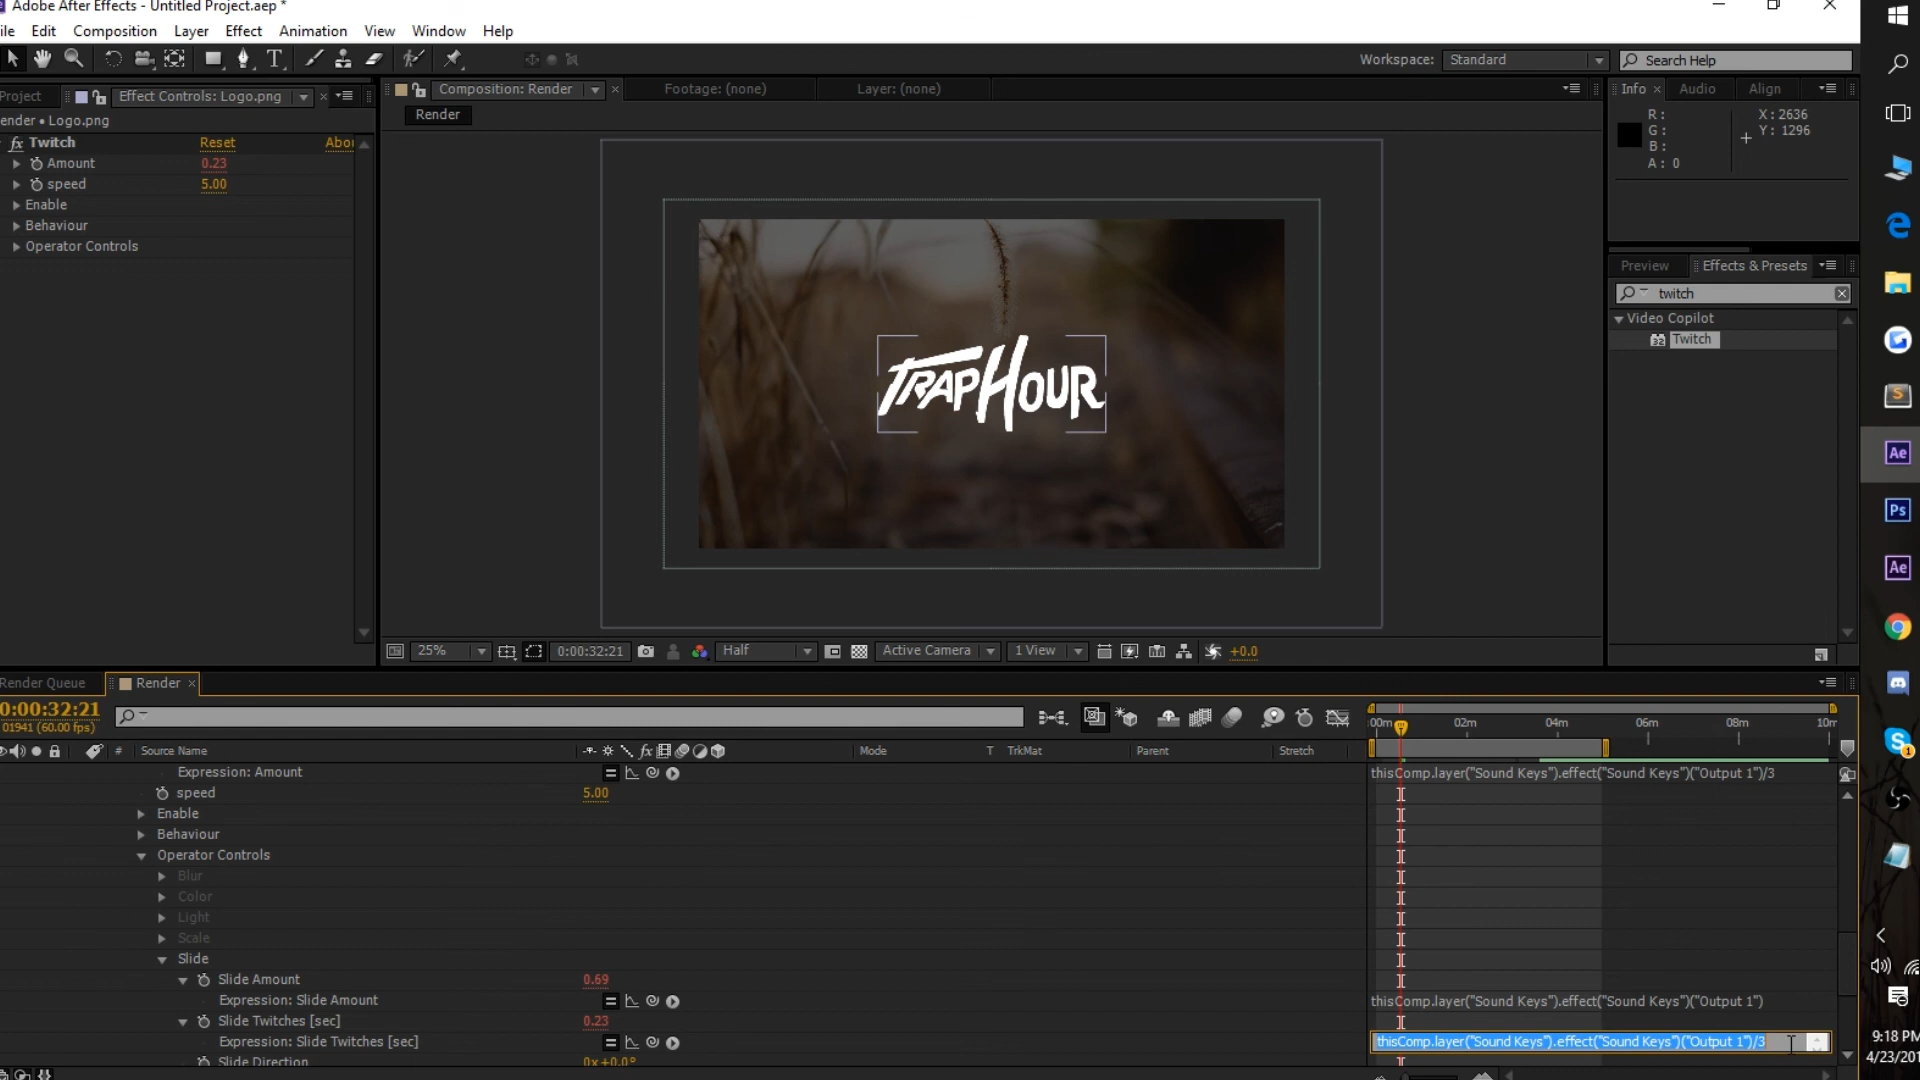 Adobe After Effects - Untitled Project.aep *
ile Edit Composition Layer Effect Animation View Window Help
Workspace: Standard Search Help
Project Effect Controls: Logo.png
ender • Logo.png
fx Twitch Reset Abou
Amount 0.23
speed 5.00
Enable
Behaviour
Operator Controls
Composition: Render Footage: (none) Layer: (none)
Render
TRAPHOUR
25% 0:00:32:21 Half Active Camera 1 View +0.0
Info Audio Align
R: X: 2636
G: Y: 1296
B:
A: 0
Preview Effects & Presets
twitch
Video Copilot
32 Twitch
Render Queue Render
0:00:32:21
01941 (60.00 fps)
# Source Name fx Mode T TrkMat Parent Stretch
:00m 02m 04m 06m 08m 10m
Expression: Amount thisComp.layer("Sound Keys").effect("Sound Keys")("Output 1")/3
speed 5.00
Enable
Behaviour
Operator Controls
Blur
Color
Light
Scale
Slide
Slide Amount 0.69
Expression: Slide Amount thisComp.layer("Sound Keys").effect("Sound Keys")("Output 1")
Slide Twitches [sec] 0.23
Expression: Slide Twitches [sec] thisComp.layer("Sound Keys").effect("Sound Keys")("Output 1")/3
Slide Direction 0x+0.0°
S
Ae
Ps
Ae
1
9:18 PM
4/23/201